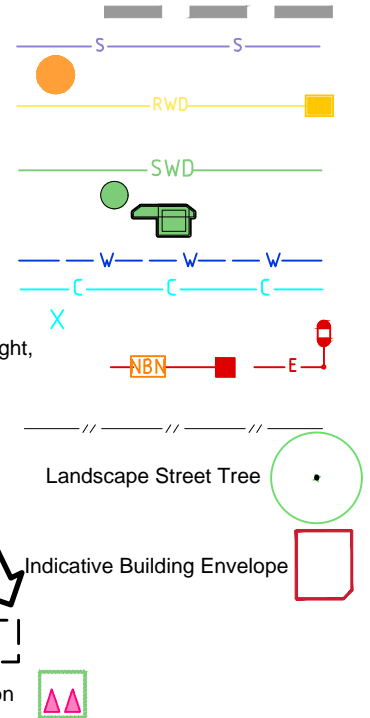 S S
RWD
SWD
W W W
C C C
X
ght,
NBN E
// // //
Landscape Street Tree
Indicative Building Envelope
on